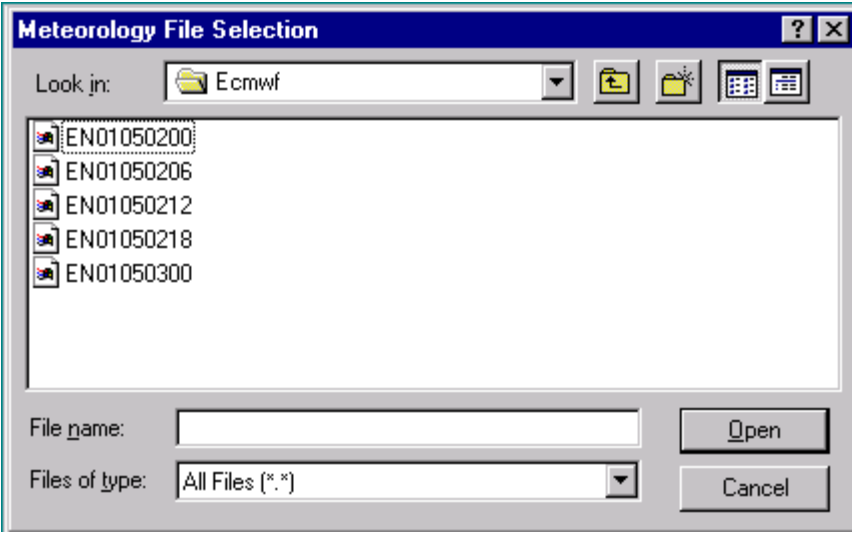 Meteorology File Selection
Look in: Ecmwf
EN01050200
EN01050206
EN01050212
EN01050218
EN01050300
File name: Open
Files of type: All Files (*.*) Cancel